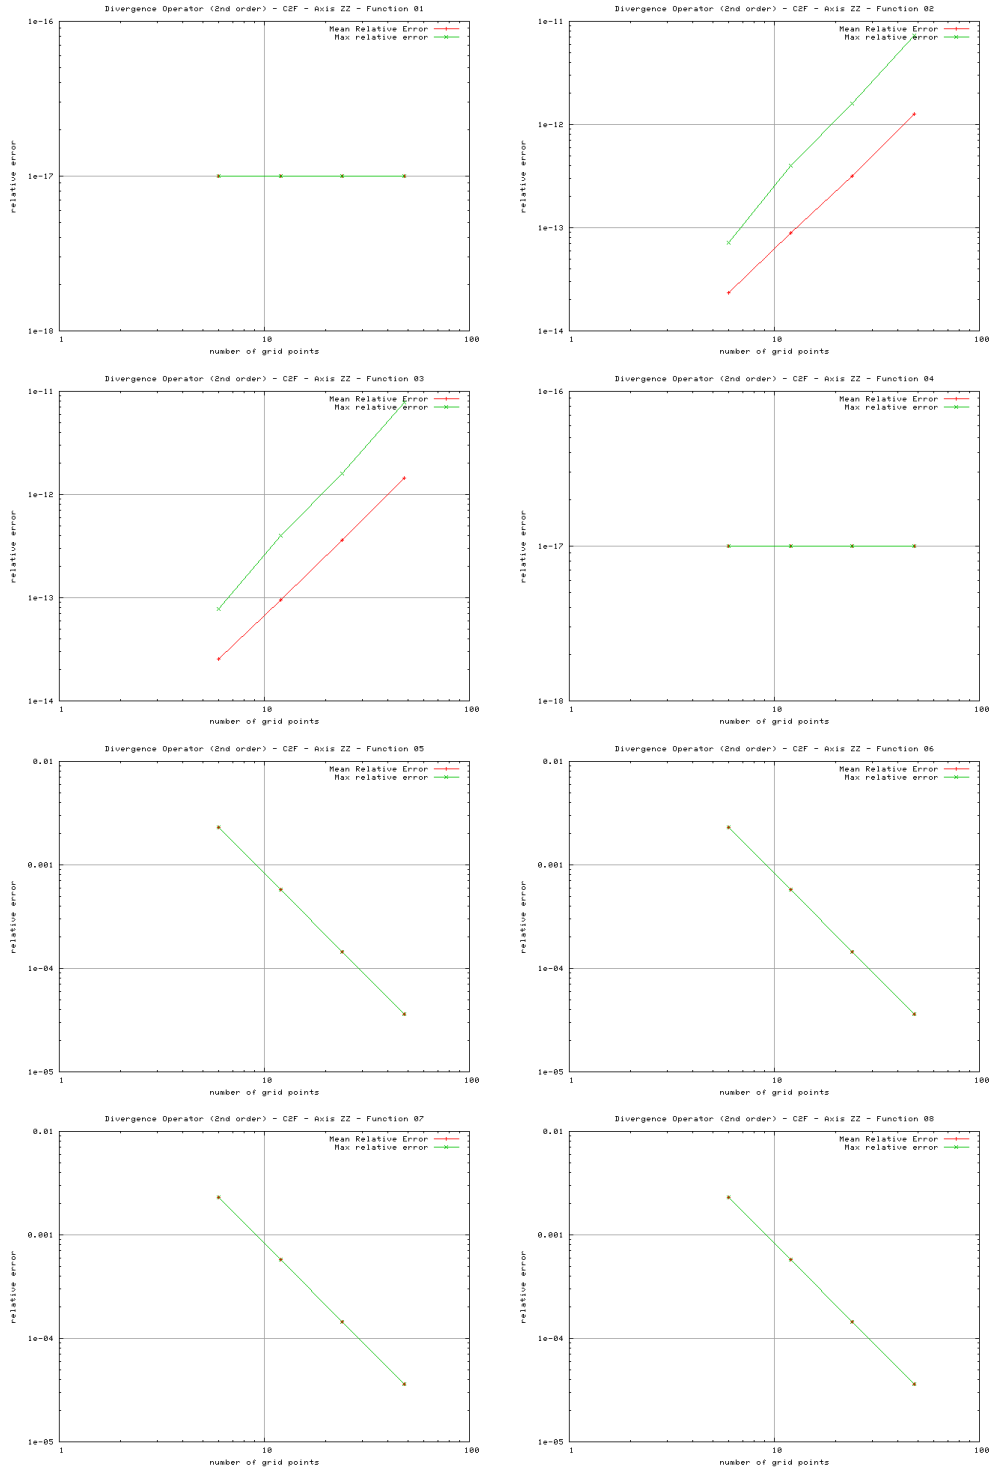 Divergence Operator (2nd order) - C2F - Axis ZZ - Function 01
Mean Relative Error
Max relative error
1e-16
1e-17
1e-18
relative error
1
10
100
number of grid points
Divergence Operator (2nd order) - C2F - Axis ZZ - Function 02
Mean Relative Error
Max relative error
1e-11
1e-12
1e-13
1e-14
relative error
1
10
100
number of grid points
Divergence Operator (2nd order) - C2F - Axis ZZ - Function 03
Mean Relative Error
Max relative error
1e-11
1e-12
1e-13
1e-14
relative error
1
10
100
number of grid points
Divergence Operator (2nd order) - C2F - Axis ZZ - Function 04
Mean Relative Error
Max relative error
1e-16
1e-17
1e-18
relative error
1
10
100
number of grid points
Divergence Operator (2nd order) - C2F - Axis ZZ - Function 05
Mean Relative Error
Max relative error
0.01
0.001
1e-04
1e-05
relative error
1
10
100
number of grid points
Divergence Operator (2nd order) - C2F - Axis ZZ - Function 06
Mean Relative Error
Max relative error
0.01
0.001
1e-04
1e-05
relative error
1
10
100
number of grid points
Divergence Operator (2nd order) - C2F - Axis ZZ - Function 07
Mean Relative Error
Max relative error
0.01
0.001
1e-04
1e-05
relative error
1
10
100
number of grid points
Divergence Operator (2nd order) - C2F - Axis ZZ - Function 08
Mean Relative Error
Max relative error
0.01
0.001
1e-04
1e-05
relative error
1
10
100
number of grid points